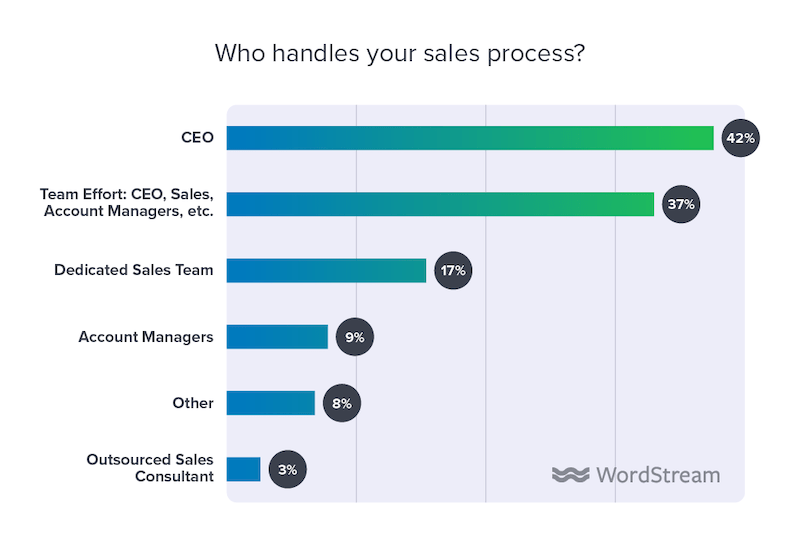 Who handles your sales process?
CEO
42%
Team Effort: CEO, Sales,
Account Managers, etc.
37%
Dedicated Sales Team
17%
Account Managers
9%
Other
8%
Outsourced Sales
Consultant
3%
WordStream